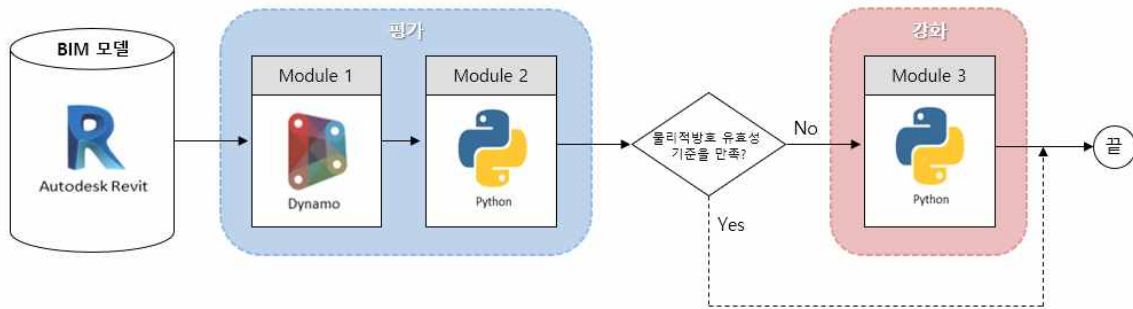 BIM 모델
Autodesk Revit
평가
Module 1
Dynamo
Module 2
Python
물리적방호 유효성
기준을 만족?
No
Yes
강화
Module 3
Python
끝